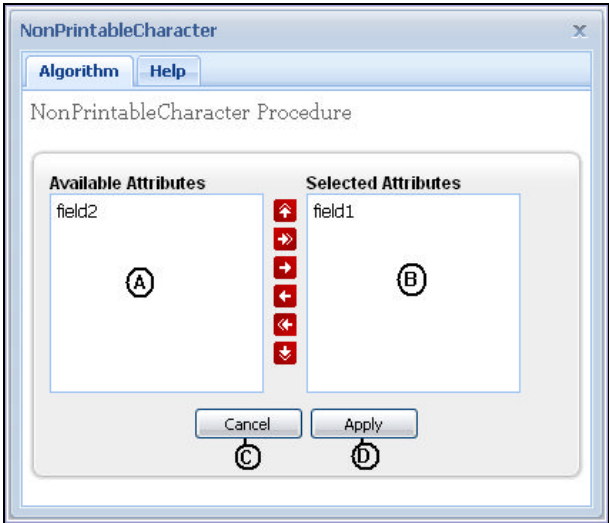 NonPrintableCharacter x
Algorithm Help
NonPrintableCharacter Procedure
Available Attributes Selected Attributes
field2 field1
A B
Cancel Apply
C D